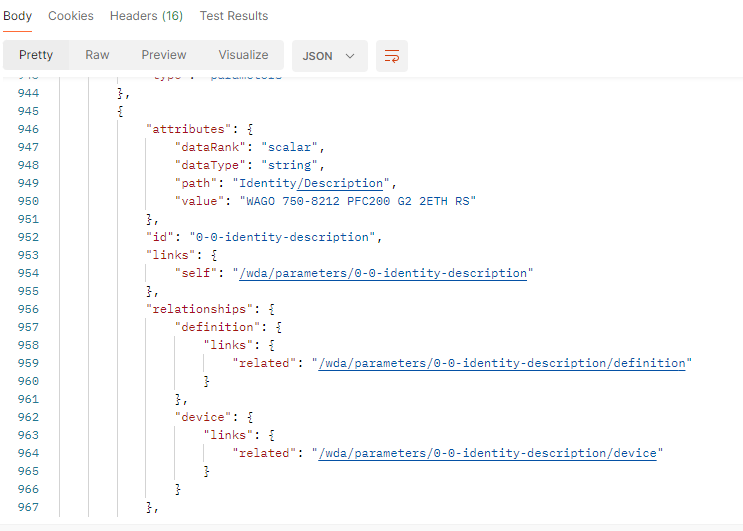 Body Cookies Headers (16) Test Results
Pretty Raw Preview Visualize JSON
943 "type": "parameters"
944 },
945 {
946 "attributes": {
947 "dataRank": "scalar",
948 "dataType": "string",
949 "path": "Identity/Description",
950 "value": "WAGO 750-8212 PFC200 G2 2ETH RS"
951 },
952 "id": "0-0-identity-description",
953 "links": {
954 "self": "/wda/parameters/0-0-identity-description"
955 },
956 "relationships": {
957 "definition": {
958 "links": {
959 "related": "/wda/parameters/0-0-identity-description/definition"
960 }
961 },
962 "device": {
963 "links": {
964 "related": "/wda/parameters/0-0-identity-description/device"
965 }
966 }
967 },